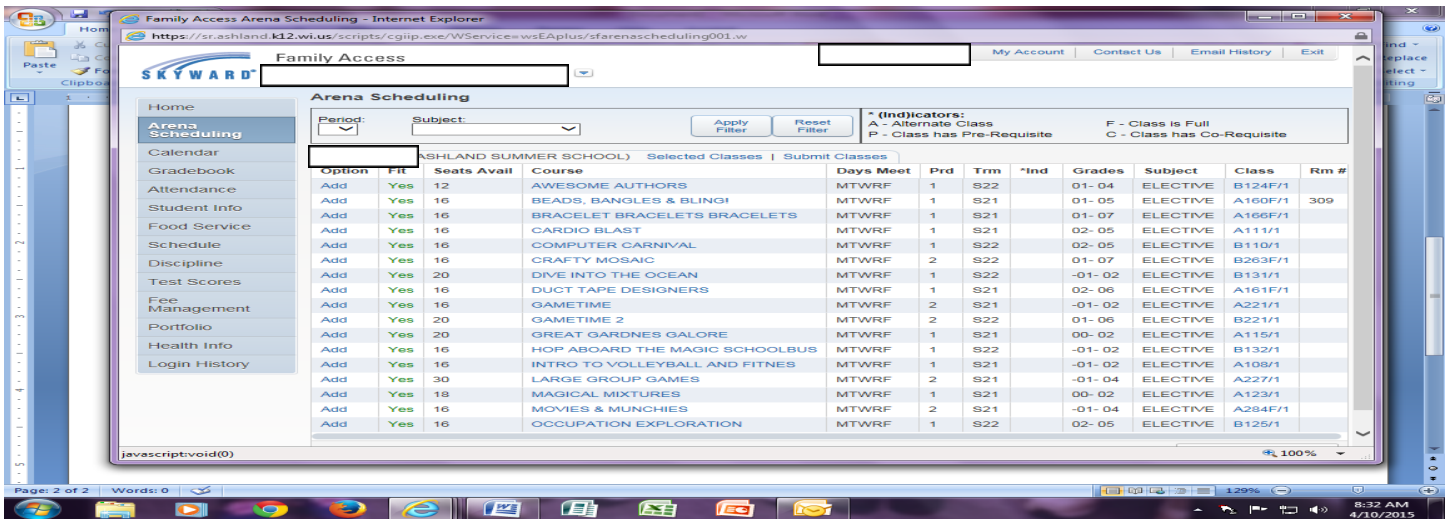 Family Access Arena Scheduling - Internet Explorer
https://sr.ashland.k12.wi.us/scripts/cgiip.exe/WService=wsEAplus/sfarenascheduling001.w
Hom
Paste
Clipboa
SKYWARD®
Family Access
My Account | Contact Us | Email History | Exit
Home
Arena Scheduling
Calendar
Gradebook
Attendance
Student Info
Food Service
Schedule
Discipline
Test Scores
Fee Management
Portfolio
Health Info
Login History
Arena Scheduling
Period: Subject:
Apply Filter
Reset Filter
* (Ind)icators:
A - Alternate Class F - Class is Full
P - Class has Pre-Requisite C - Class has Co-Requisite
ASHLAND SUMMER SCHOOL) Selected Classes | Submit Classes
Option Fit Seats Avail Course Days Meet Prd Trm *Ind Grades Subject Class Rm #
Add Yes 12 AWESOME AUTHORS MTWRF 1 S22 01- 04 ELECTIVE B124F/1
Add Yes 16 BEADS, BANGLES & BLING! MTWRF 1 S21 01- 05 ELECTIVE A160F/1 309
Add Yes 16 BRACELET BRACELETS BRACELETS MTWRF 1 S21 01- 07 ELECTIVE A166F/1
Add Yes 16 CARDIO BLAST MTWRF 1 S21 02- 05 ELECTIVE A111/1
Add Yes 16 COMPUTER CARNIVAL MTWRF 1 S22 02- 05 ELECTIVE B110/1
Add Yes 16 CRAFTY MOSAIC MTWRF 2 S22 01- 07 ELECTIVE B263F/1
Add Yes 20 DIVE INTO THE OCEAN MTWRF 1 S22 -01- 02 ELECTIVE B131/1
Add Yes 16 DUCT TAPE DESIGNERS MTWRF 1 S21 02- 06 ELECTIVE A161F/1
Add Yes 16 GAMETIME MTWRF 2 S21 -01- 02 ELECTIVE A221/1
Add Yes 20 GAMETIME 2 MTWRF 2 S22 01- 06 ELECTIVE B221/1
Add Yes 20 GREAT GARDNES GALORE MTWRF 1 S21 00- 02 ELECTIVE A115/1
Add Yes 16 HOP ABOARD THE MAGIC SCHOOLBUS MTWRF 1 S22 -01- 02 ELECTIVE B132/1
Add Yes 16 INTRO TO VOLLEYBALL AND FITNES MTWRF 1 S21 -01- 02 ELECTIVE A108/1
Add Yes 30 LARGE GROUP GAMES MTWRF 2 S21 -01- 04 ELECTIVE A227/1
Add Yes 18 MAGICAL MIXTURES MTWRF 1 S21 00- 02 ELECTIVE A123/1
Add Yes 16 MOVIES & MUNCHIES MTWRF 2 S21 -01- 04 ELECTIVE A284F/1
Add Yes 16 OCCUPATION EXPLORATION MTWRF 1 S22 02- 05 ELECTIVE B125/1
javascript:void(0) 100%
Page: 2 of 2 Words: 0 129%
8:32 AM
4/10/2015